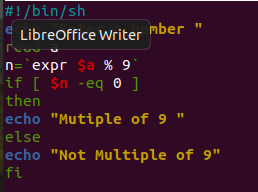 #!/bin/sh
mber "
LibreOffice Writer
n=`expr $a % 9`
if [ $n -eq 0 ]
then
echo "Mutiple of 9 "
else
echo "Not Multiple of 9"
fi